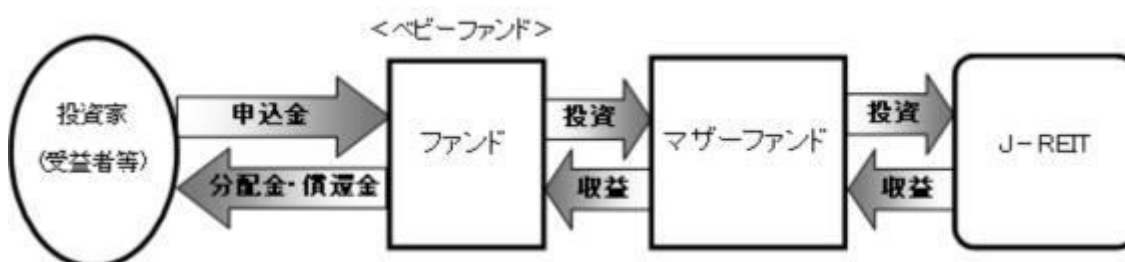 <ベビーファンド>
投資家
(受益者等)
申込金
分配金・償還金
ファンド
投資
収益
マザーファンド
投資
収益
J-REIT